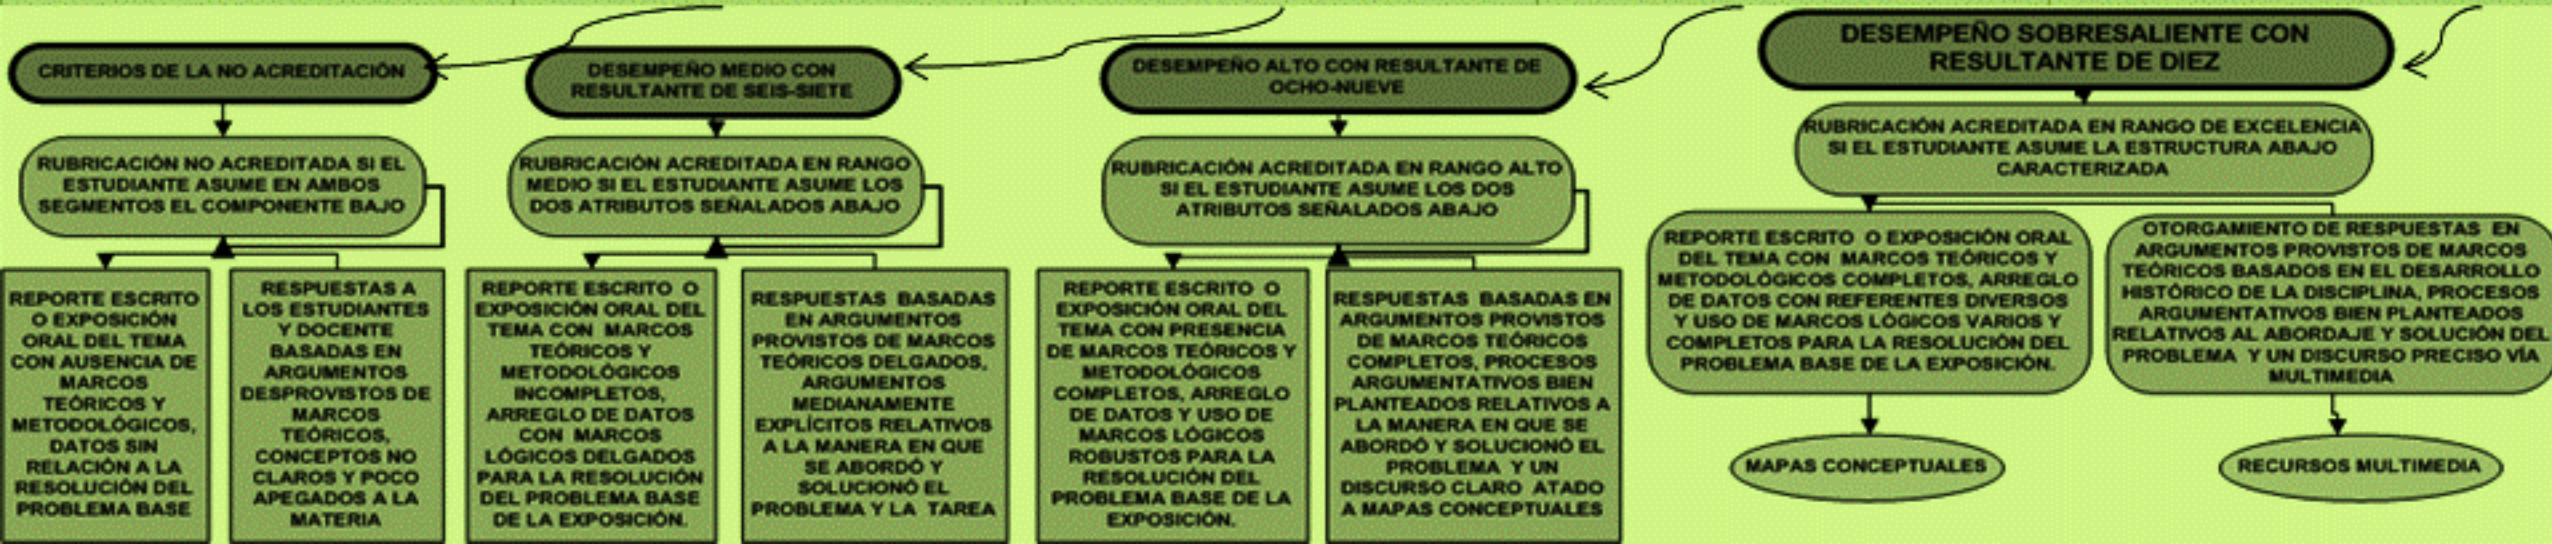 CRITERIOS DE LA NO ACREDITACIÓN
RUBRICACIÓN NO ACREDITADA SI EL
ESTUDIANTE ASUME EN AMBOS
SEGMENTOS EL COMPONENTE BAJO
REPORTE ESCRITO
O EXPOSICIÓN
ORAL DEL TEMA
CON AUSENCIA DE
MARCOS
TEÓRICOS Y
METODOLÓGICOS,
DATOS SIN
RELACIÓN A LA
RESOLUCIÓN DEL
PROBLEMA BASE
RESPUESTAS A
LOS ESTUDIANTES
Y DOCENTE
BASADAS EN
ARGUMENTOS
DESPROVISTOS DE
MARCOS
TEÓRICOS,
CONCEPTOS NO
CLAROS Y POCO
APEGADOS A LA
MATERIA
DESEMPEÑO MEDIO CON
RESULTANTE DE SEIS-SIETE
RUBRICACIÓN ACREDITADA EN RANGO
MEDIO SI EL ESTUDIANTE ASUME LOS
DOS ATRIBUTOS SEÑALADOS ABAJO
REPORTE ESCRITO O
EXPOSICIÓN ORAL DEL
TEMA CON MARCOS
TEÓRICOS Y
METODOLÓGICOS
INCOMPLETOS,
ARREGLO DE DATOS
CON MARCOS
LÓGICOS DELGADOS
PARA LA RESOLUCIÓN
DEL PROBLEMA BASE
DE LA EXPOSICIÓN.
RESPUESTAS BASADAS
EN ARGUMENTOS
PROVISTOS DE MARCOS
TEÓRICOS DELGADOS,
ARGUMENTOS
MEDIANAMENTE
EXPLÍCITOS RELATIVOS
A LA MANERA EN QUE
SE ABORDÓ Y
SOLUCIONÓ EL
PROBLEMA Y LA TAREA
DESEMPEÑO ALTO CON RESULTANTE DE
OCHO-NUEVE
RUBRICACIÓN ACREDITADA EN RANGO ALTO
SI EL ESTUDIANTE ASUME LOS DOS
ATRIBUTOS SEÑALADOS ABAJO
REPORTE ESCRITO O
EXPOSICIÓN ORAL DEL
TEMA CON PRESENCIA
DE MARCOS TEÓRICOS Y
METODOLÓGICOS
COMPLETOS, ARREGLO
DE DATOS Y USO DE
MARCOS LÓGICOS
ROBUSTOS PARA LA
RESOLUCIÓN DEL
PROBLEMA BASE DE LA
EXPOSICIÓN.
RESPUESTAS BASADAS EN
ARGUMENTOS PROVISTOS
DE MARCOS TEÓRICOS
COMPLETOS, PROCESOS
ARGUMENTATIVOS BIEN
PLANTEADOS RELATIVOS A
LA MANERA EN QUE SE
ABORDÓ Y SOLUCIONÓ EL
PROBLEMA Y UN
DISCURSO CLARO ATADO
A MAPAS CONCEPTUALES
DESEMPEÑO SOBRESALIENTE CON
RESULTANTE DE DIEZ
RUBRICACIÓN ACREDITADA EN RANGO DE EXCELENCIA
SI EL ESTUDIANTE ASUME LA ESTRUCTURA ABAJO
CARACTERIZADA
REPORTE ESCRITO O EXPOSICIÓN ORAL
DEL TEMA CON MARCOS TEÓRICOS Y
METODOLÓGICOS COMPLETOS, ARREGLO
DE DATOS CON REFERENTES DIVERSOS
Y USO DE MARCOS LÓGICOS VARIOS Y
COMPLETOS PARA LA RESOLUCIÓN DEL
PROBLEMA BASE DE LA EXPOSICIÓN.
MAPAS CONCEPTUALES
OTORGAMIENTO DE RESPUESTAS EN
ARGUMENTOS PROVISTOS DE MARCOS
TEÓRICOS BASADOS EN EL DESARROLLO
HISTÓRICO DE LA DISCIPLINA, PROCESOS
ARGUMENTATIVOS BIEN PLANTEADOS
RELATIVOS AL ABORDAJE Y SOLUCIÓN DEL
PROBLEMA Y UN DISCURSO PRECISO VÍA
MULTIMEDIA
RECURSOS MULTIMEDIA